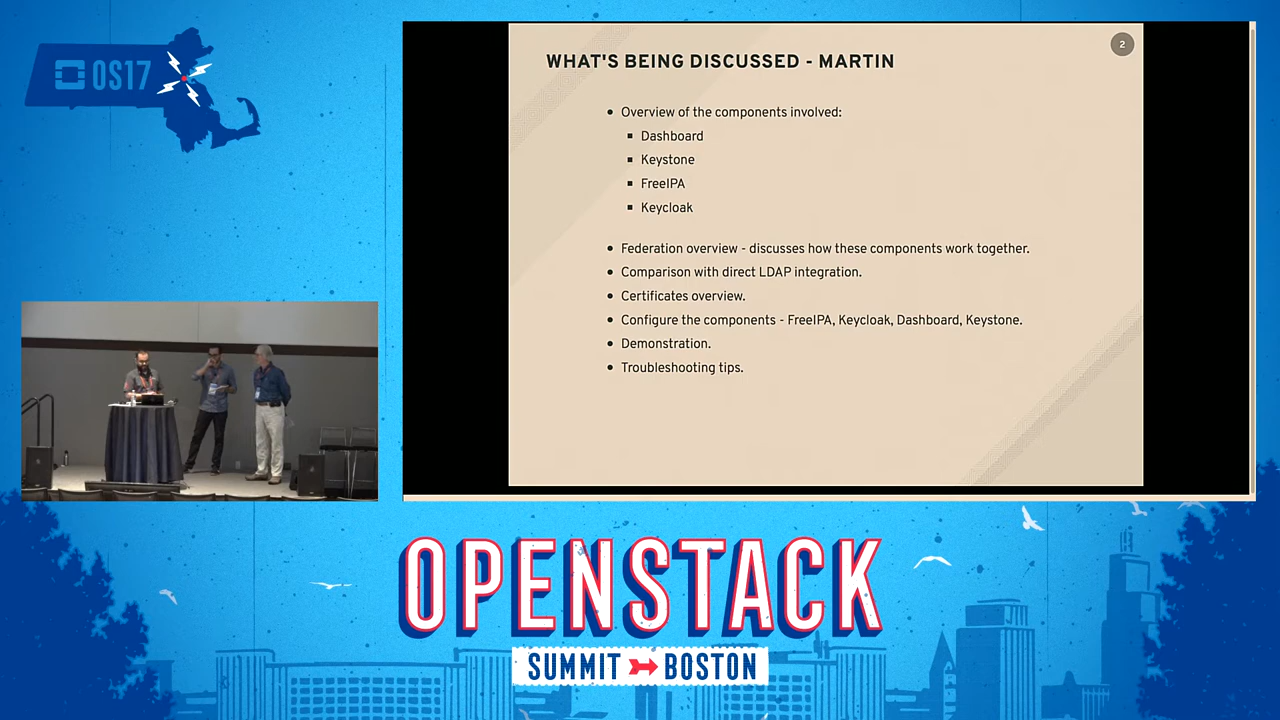 OS17
WHAT'S BEING DISCUSSED - MARTIN
2
Overview of the components involved:
Dashboard
Keystone
FreeIPA
Keycloak
Federation overview - discusses how these components work together.
Comparison with direct LDAP integration.
Certificates overview.
Configure the components - FreeIPA, Keycloak, Dashboard, Keystone.
Demonstration.
Troubleshooting tips.
OPENSTACK
SUMMIT BOSTON